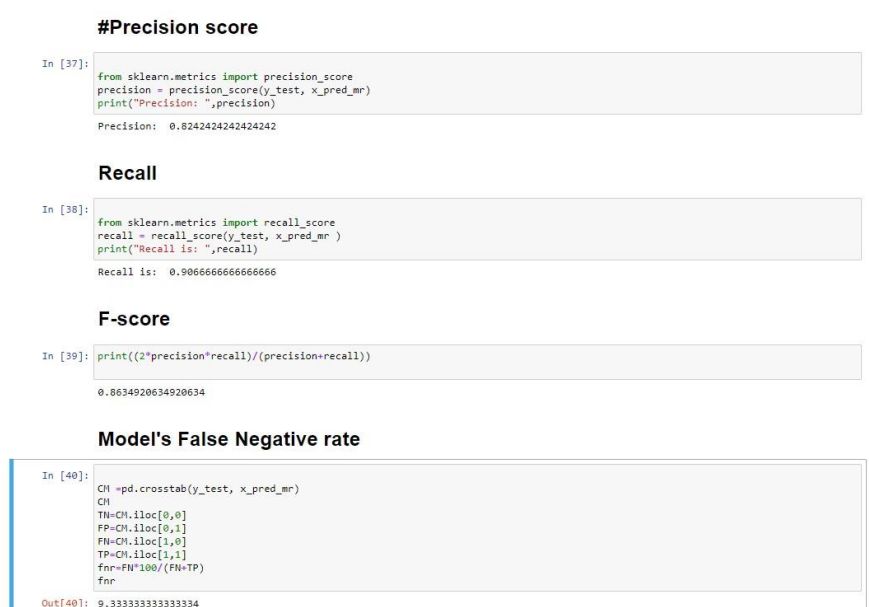 #Precision score
In [37]:
from sklearn.metrics import precision_score
precision = precision_score(y_test, x_pred_mr)
print("Precision: ",precision)
Precision:  0.8242424242424242
Recall
In [38]:
from sklearn.metrics import recall_score
recall = recall_score(y_test, x_pred_mr )
print("Recall is: ",recall)
Recall is:  0.9066666666666666
F-score
In [39]: print((2*precision*recall)/(precision+recall))
0.8634920634920634
Model's False Negative rate
In [40]:
CM =pd.crosstab(y_test, x_pred_mr)
CM
TN=CM.iloc[0,0]
FP=CM.iloc[0,1]
FN=CM.iloc[1,0]
TP=CM.iloc[1,1]
fnr=FN*100/(FN+TP)
fnr
Out[40]: 9.333333333333334